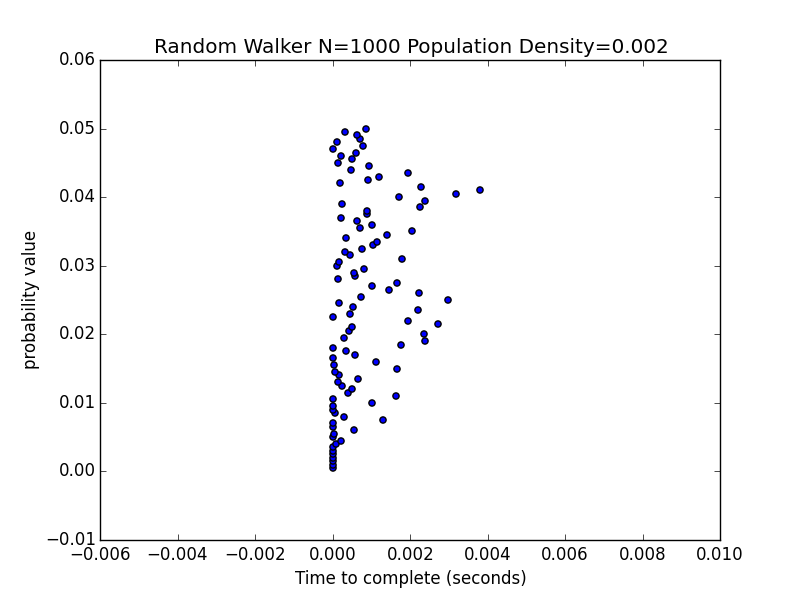 Random Walker N=1000 Population Density=0.002
0.06
0.05
0.04
0.03
0.02
0.01
0.00
−0.01
probability value
−0.006 −0.004 −0.002 0.000 0.002 0.004 0.006 0.008 0.010
Time to complete (seconds)